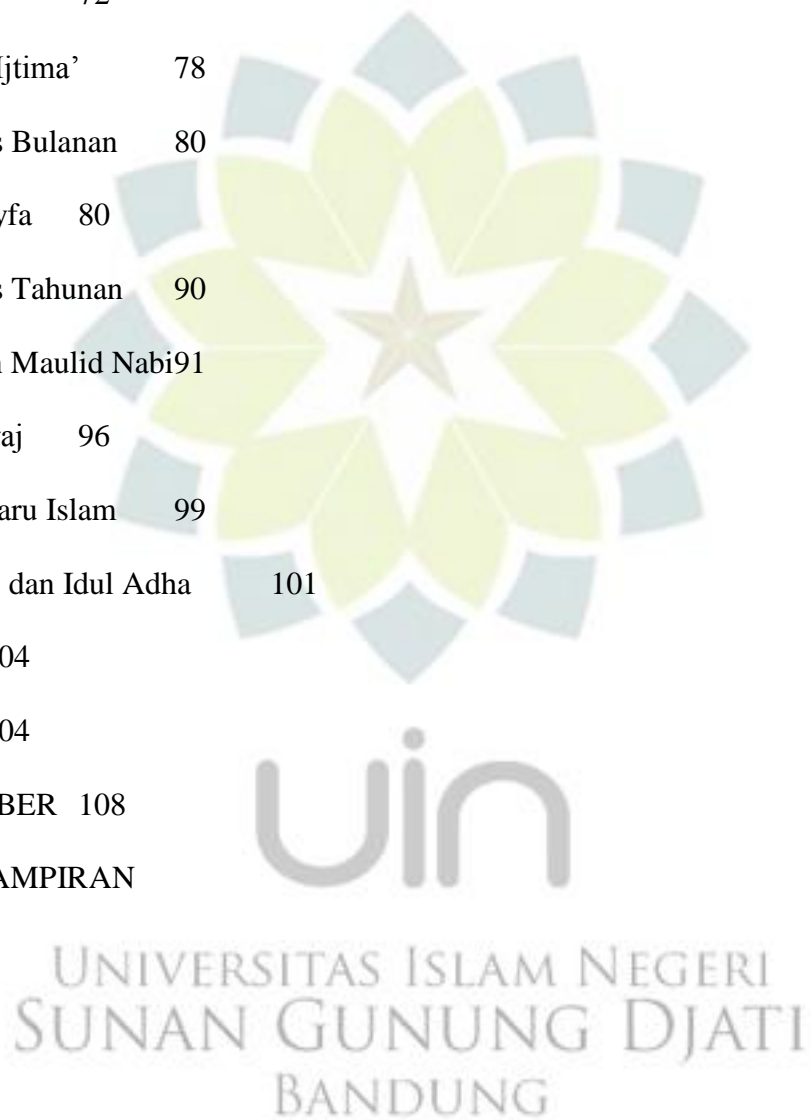 72
Ijtima’ 78
s Bulanan 80
yfa 80
s Tahunan 90
n Maulid Nabi91
aj 96
aru Islam 99
dan Idul Adha 101
04
04
BER 108
AMPIRAN
uin
UNIVERSITAS ISLAM NEGERI
SUNAN GUNUNG DJATI
BANDUNG